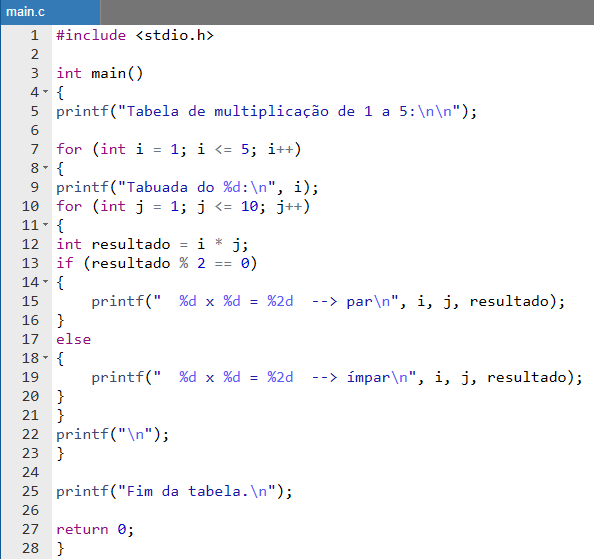 main.c
1 #include <stdio.h>
2
3 int main()
4 {
5 printf("Tabela de multiplicação de 1 a 5:\n\n");
6
7 for (int i = 1; i <= 5; i++)
8 {
9 printf("Tabuada do %d:\n", i);
10 for (int j = 1; j <= 10; j++)
11 {
12 int resultado = i * j;
13 if (resultado % 2 == 0)
14 {
15     printf("  %d x %d = %2d  --> par\n", i, j, resultado);
16 }
17 else
18 {
19     printf("  %d x %d = %2d  --> ímpar\n", i, j, resultado);
20 }
21 }
22 printf("\n");
23 }
24
25 printf("Fim da tabela.\n");
26
27 return 0;
28 }